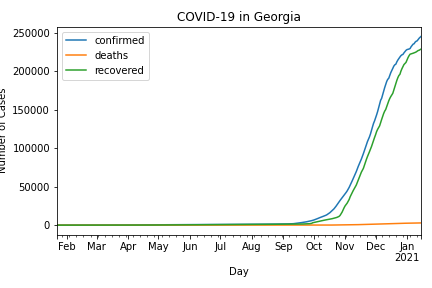 COVID-19 in Georgia
confirmed
deaths
recovered
250000
200000
150000
100000
50000
0
Number of Cases
Feb Mar Apr May Jun Jul Aug Sep Oct Nov Dec Jan
2021
Day